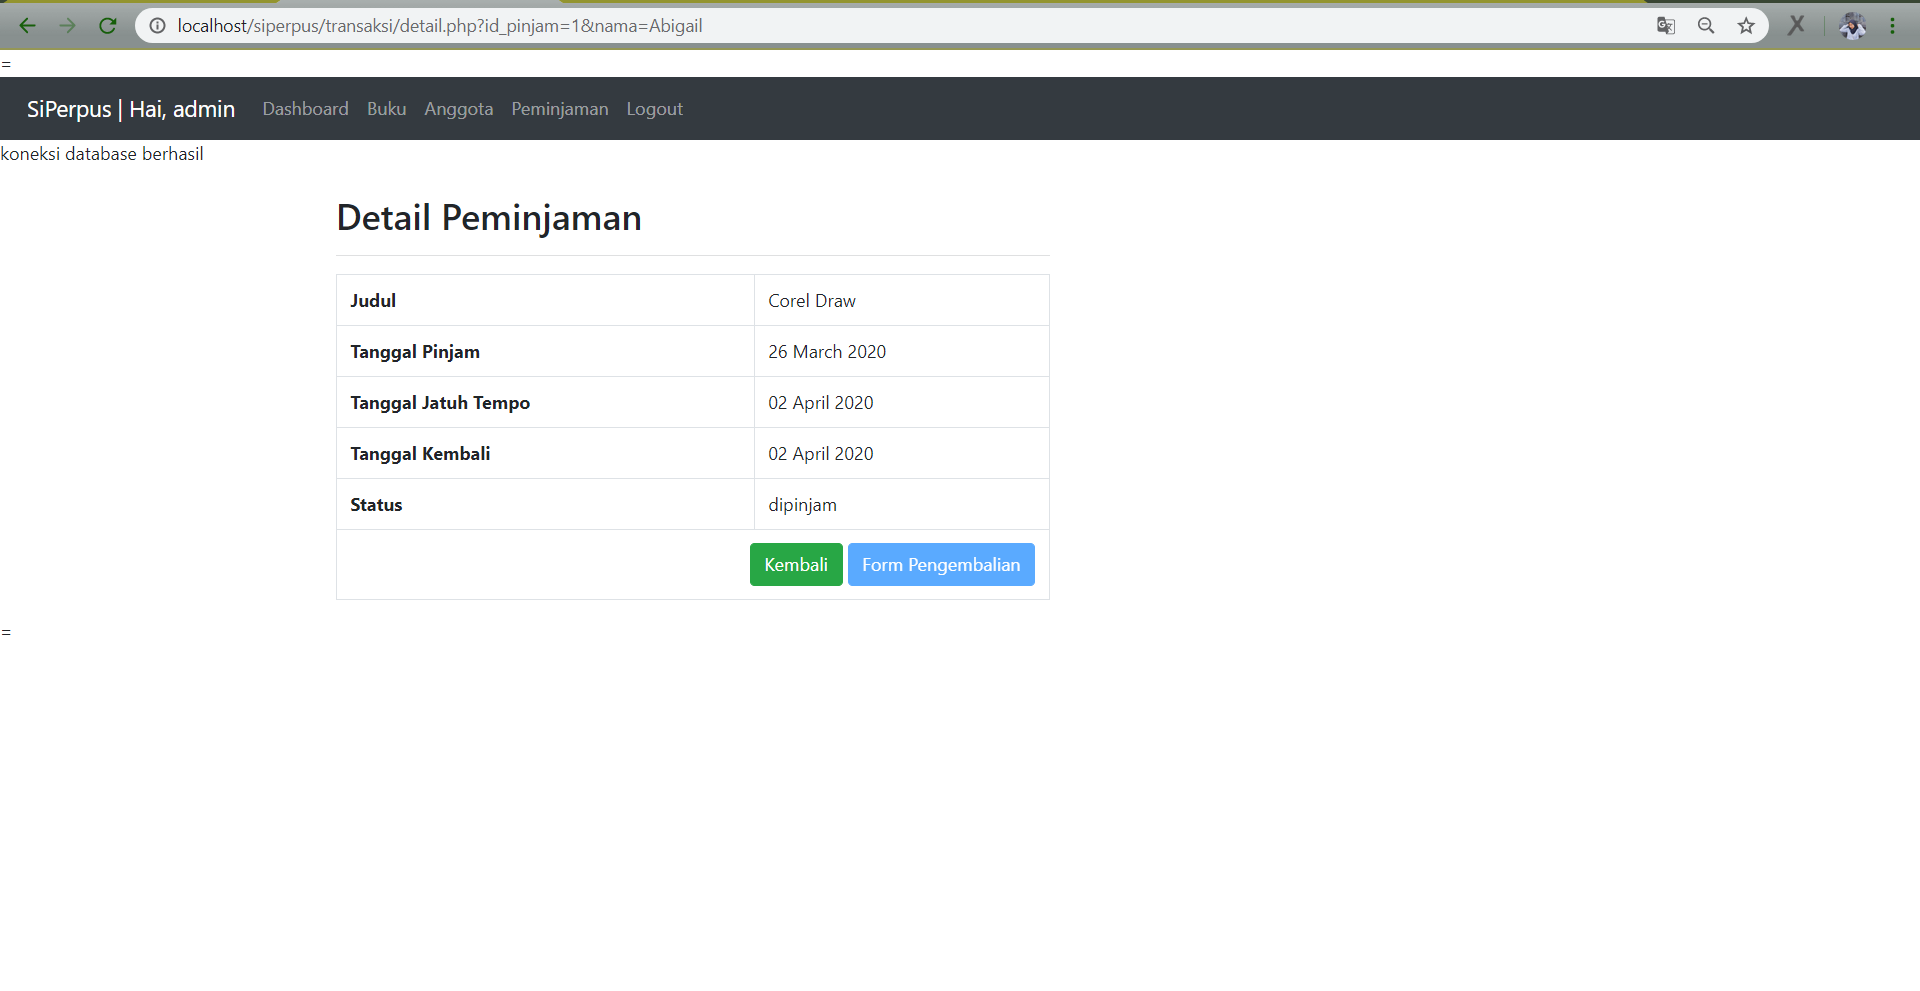 localhost/siperpus/transaksi/detail.php?id_pinjam=1&nama=Abigail
=
SiPerpus | Hai, admin Dashboard Buku Anggota Peminjaman Logout
koneksi database berhasil
Detail Peminjaman
Judul Corel Draw
Tanggal Pinjam 26 March 2020
Tanggal Jatuh Tempo 02 April 2020
Tanggal Kembali 02 April 2020
Status dipinjam
Kembali Form Pengembalian
=